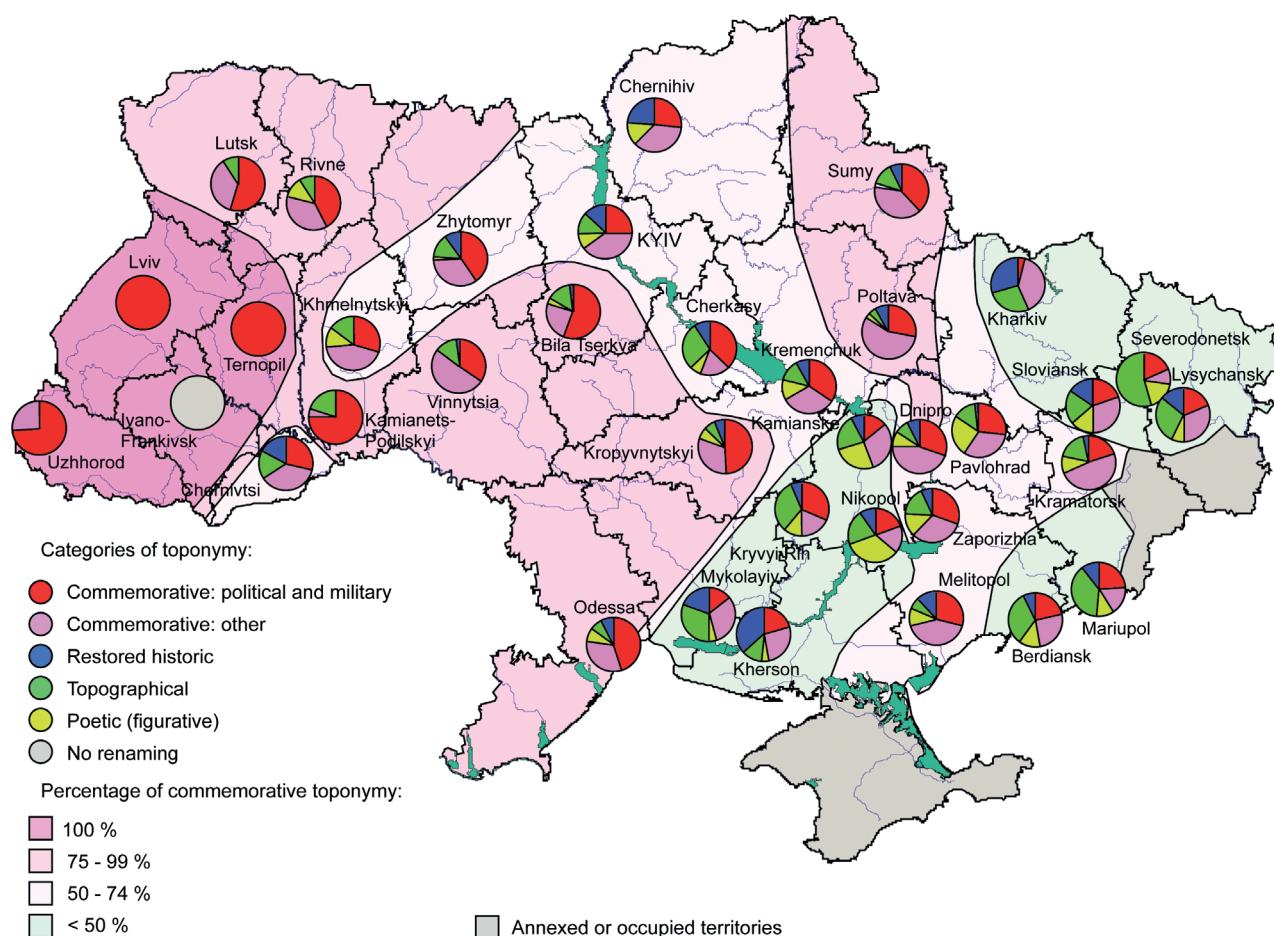 Chernihiv
Lutsk
Rivne
Sumy
Zhytomyr
KYIV
Lviv
Khmelnytskyi
Cherkasy
Poltava
Kharkiv
Ternopil
Bila Tserkva
Kremenchuk
Severodonetsk
Sloviansk
Lysychansk
Vinnytsia
Ivano-
Frankivsk
Kamianets-
Podilskyi
Kamianske
Dnipro
Uzhhorod
Kropyvnytskyi
Pavlohrad
Chernivtsi
Kramatorsk
Nikopol
Zaporizhia
Kryvyi Rih
Mykolayiv
Melitopol
Odessa
Mariupol
Kherson
Berdiansk
Categories of toponymy:
Commemorative: political and military
Commemorative: other
Restored historic
Topographical
Poetic (figurative)
No renaming
Percentage of commemorative toponymy:
100 %
75 - 99 %
50 - 74 %
< 50 %
Annexed or occupied territories